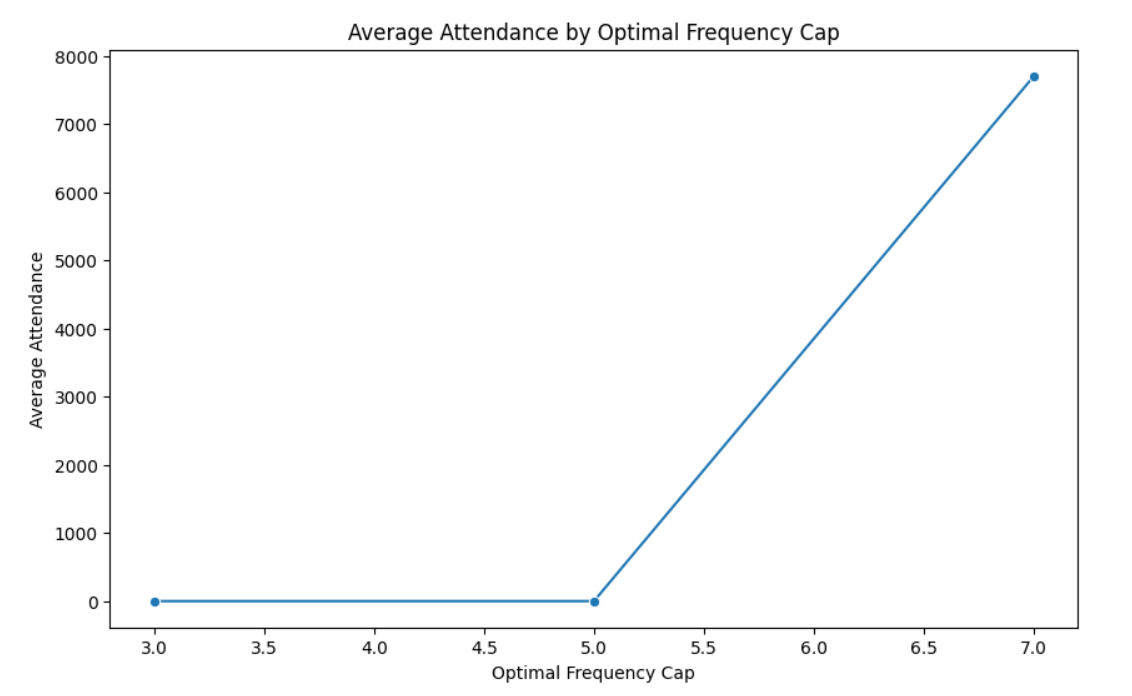 Average Attendance by Optimal Frequency Cap
8000
7000
6000
5000
4000
3000
2000
1000
0
Average Attendance
3.0 3.5 4.0 4.5 5.0 5.5 6.0 6.5 7.0
Optimal Frequency Cap